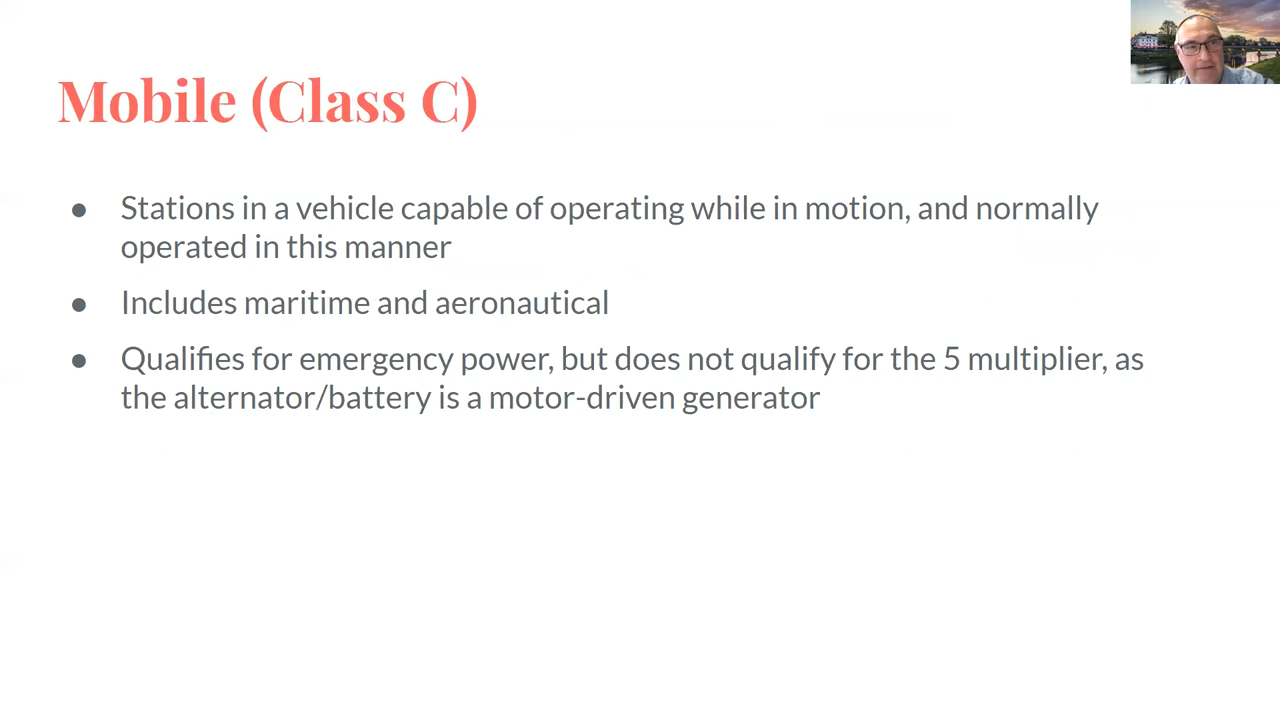 Mobile (Class C)
● Stations in a vehicle capable of operating while in motion, and normally
operated in this manner
● Includes maritime and aeronautical
● Qualifies for emergency power, but does not qualify for the 5 multiplier, as
the alternator/battery is a motor-driven generator